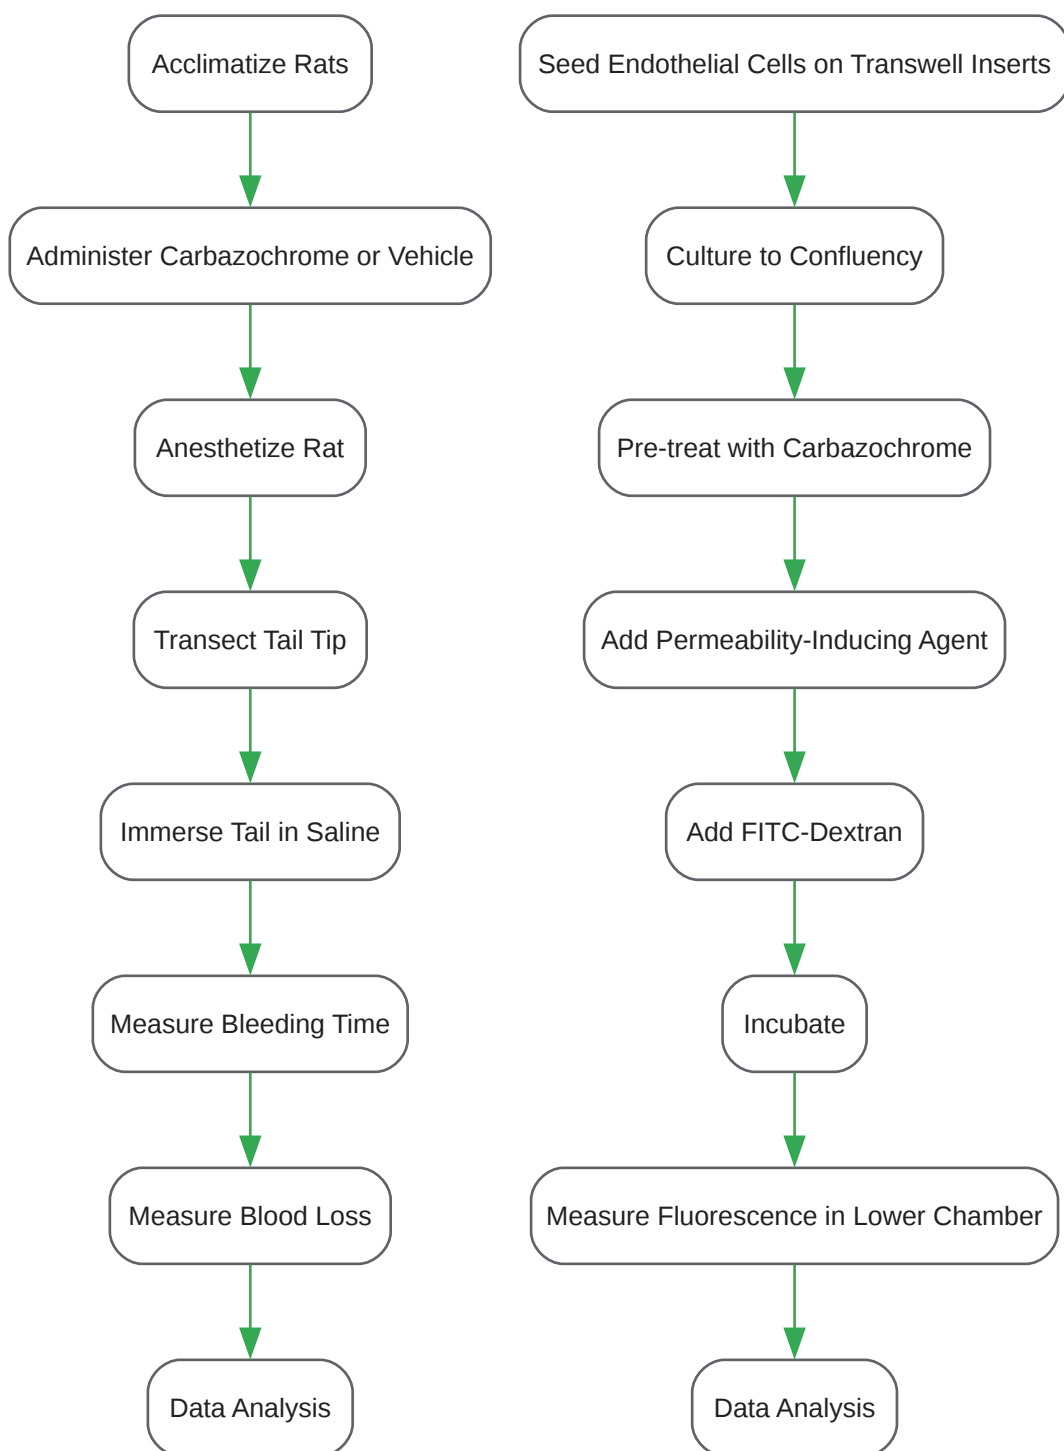 Acclimatize Rats
Administer Carbazochrome or Vehicle
Anesthetize Rat
Transect Tail Tip
Immerse Tail in Saline
Measure Bleeding Time
Measure Blood Loss
Data Analysis
Seed Endothelial Cells on Transwell Inserts
Culture to Confluency
Pre-treat with Carbazochrome
Add Permeability-Inducing Agent
Add FITC-Dextran
Incubate
Measure Fluorescence in Lower Chamber
Data Analysis